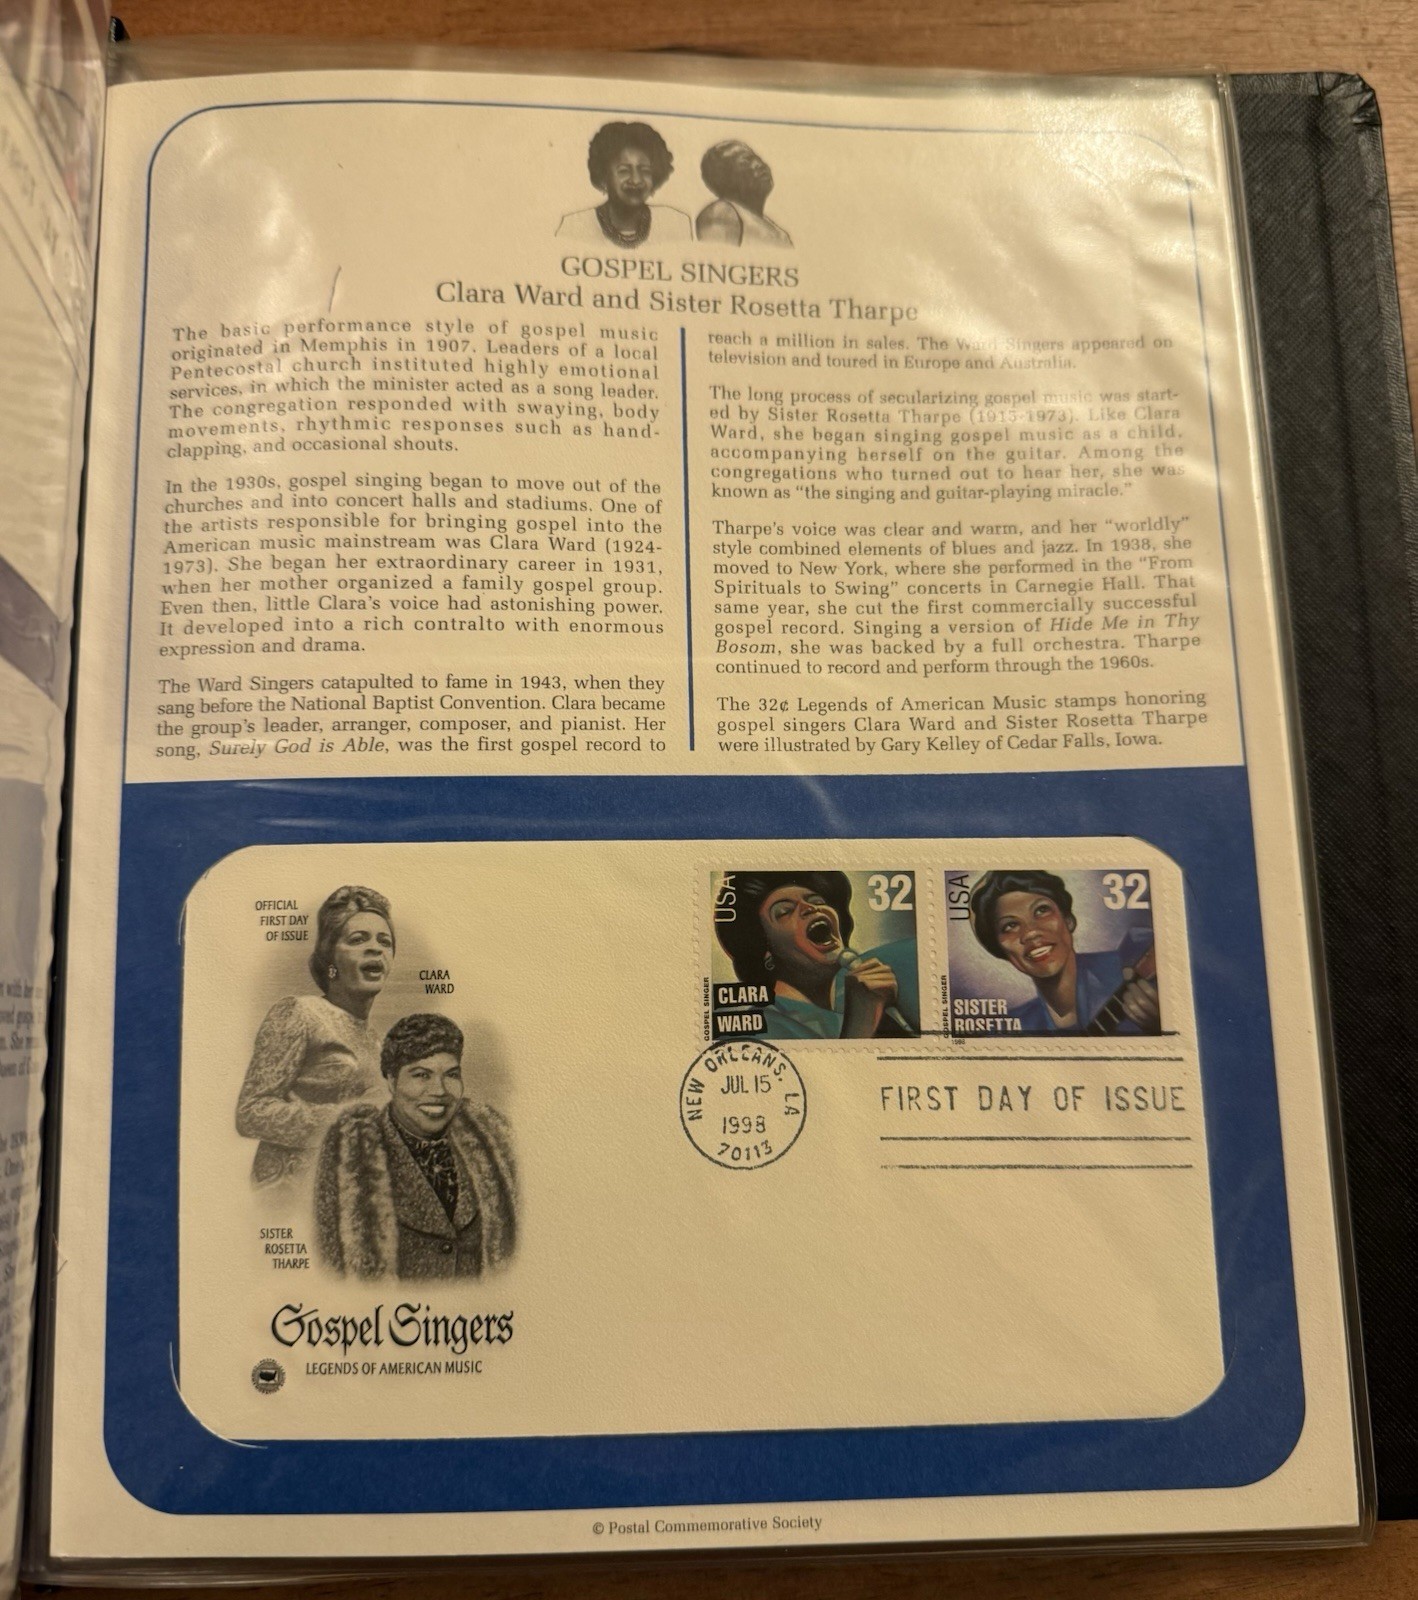 GOSPEL SINGERS
Clara Ward and Sister Rosetta Tharpe
The basic performance style of gospel music
originated in Memphis in 1907. Leaders of a local
Pentecostal church instituted highly emotional
services, in which the minister acted as a song leader.
The congregation responded with swaying, body
movements, rhythmic responses such as hand-
clapping, and occasional shouts.
In the 1930s, gospel singing began to move out of the
churches and into concert halls and stadiums. One of
the artists responsible for bringing gospel into the
American music mainstream was Clara Ward (1924-
1973). She began her extraordinary career in 1931,
when her mother organized a family gospel group.
Even then, little Clara's voice had astonishing power.
It developed into a rich contralto with enormous
expression and drama.
The Ward Singers catapulted to fame in 1943, when they
sang before the National Baptist Convention. Clara became
the group's leader, arranger, composer, and pianist. Her
song, Surely God is Able, was the first gospel record to
reach a million in sales. The Ward Singers appeared on
television and toured in Europe and Australia.
The long process of secularizing gospel music was start-
ed by Sister Rosetta Tharpe (1915-1973). Like Clara
Ward, she began singing gospel music as a child,
accompanying herself on the guitar. Among the
congregations who turned out to hear her, she was
known as "the singing and guitar-playing miracle."
Tharpe's voice was clear and warm, and her "worldly"
style combined elements of blues and jazz. In 1938, she
moved to New York, where she performed in the "From
Spirituals to Swing" concerts in Carnegie Hall. That
same year, she cut the first commercially successful
gospel record. Singing a version of Hide Me in Thy
Bosom, she was backed by a full orchestra. Tharpe
continued to record and perform through the 1960s.
The 32¢ Legends of American Music stamps honoring
gospel singers Clara Ward and Sister Rosetta Tharpe
were illustrated by Gary Kelley of Cedar Falls, Iowa.
OFFICIAL
FIRST DAY
OF ISSUE
CLARA
WARD
SISTER
ROSETTA
THARPE
Gospel Singers
LEGENDS OF AMERICAN MUSIC
USA
32
GOSPEL SINGER
CLARA
WARD
USA
32
GOSPEL SINGER
SISTER
ROSETTA
1998
NEW ORLEANS, LA
JUL 15
1998
70113
FIRST DAY OF ISSUE
© Postal Commemorative Society